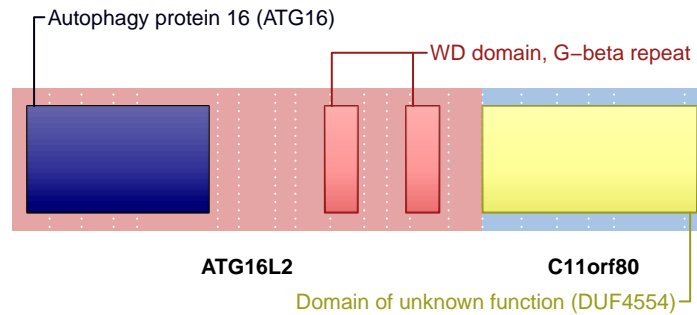 Autophagy protein 16 (ATG16)
WD domain, G−beta repeat
ATG16L2
C11orf80
Domain of unknown function (DUF4554)